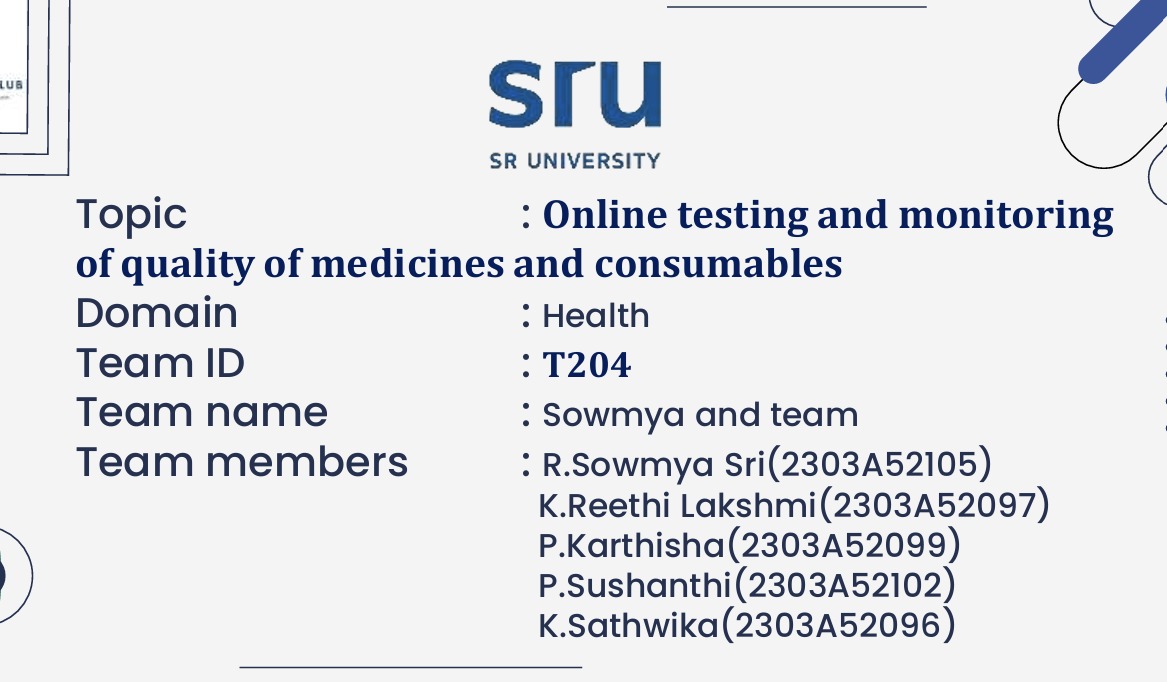 LUB
sru
SR UNIVERSITY
Topic : Online testing and monitoring
of quality of medicines and consumables
Domain : Health
Team ID : T204
Team name : Sowmya and team
Team members : R.Sowmya Sri(2303A52105)
K.Reethi Lakshmi(2303A52097)
P.Karthisha(2303A52099)
P.Sushanthi(2303A52102)
K.Sathwika(2303A52096)